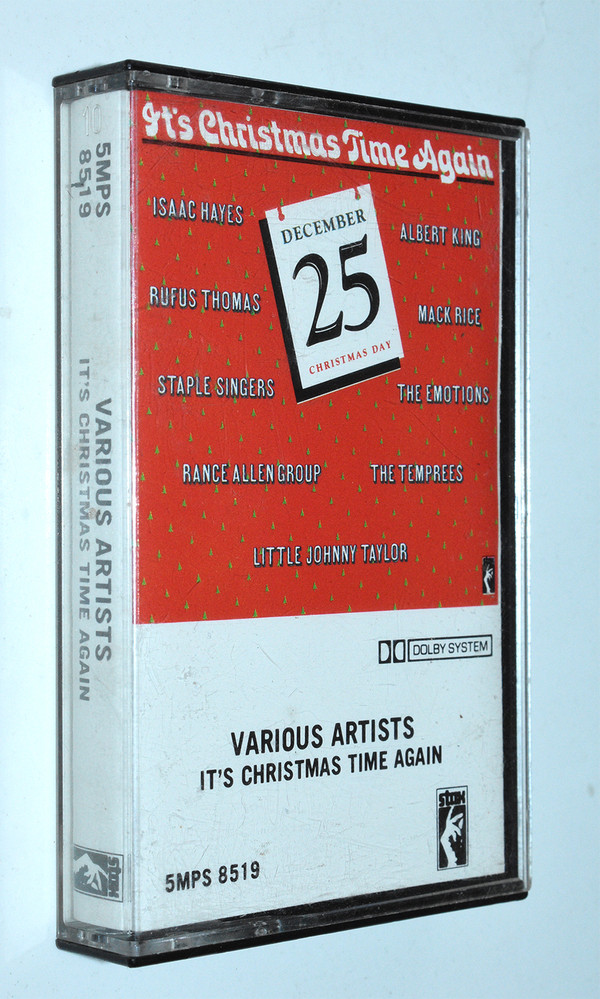 It's Christmas Time Again
ISAAC HAYES
DECEMBER
25
CHRISTMAS DAY
ALBERT KING
RUFUS THOMAS
MACK RICE
STAPLE SINGERS
THE EMOTIONS
RANCE ALLEN GROUP
THE TEMPREES
LITTLE JOHNNY TAYLOR
DOLBY SYSTEM
VARIOUS ARTISTS
IT'S CHRISTMAS TIME AGAIN
stax
5MPS 8519
5MPS
8519
VARIOUS ARTISTS
IT'S CHRISTMAS TIME AGAIN
stax